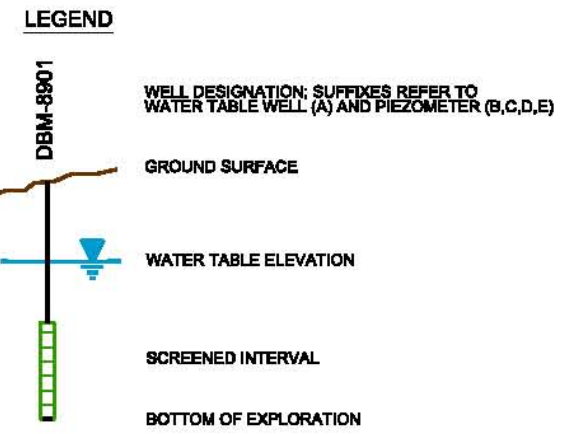 LEGEND
DBM-8901
WELL DESIGNATION; SUFFIXES REFER TO
WATER TABLE WELL (A) AND PIEZOMETER (B,C,D,E)
GROUND SURFACE
WATER TABLE ELEVATION
SCREENED INTERVAL
BOTTOM OF EXPLORATION